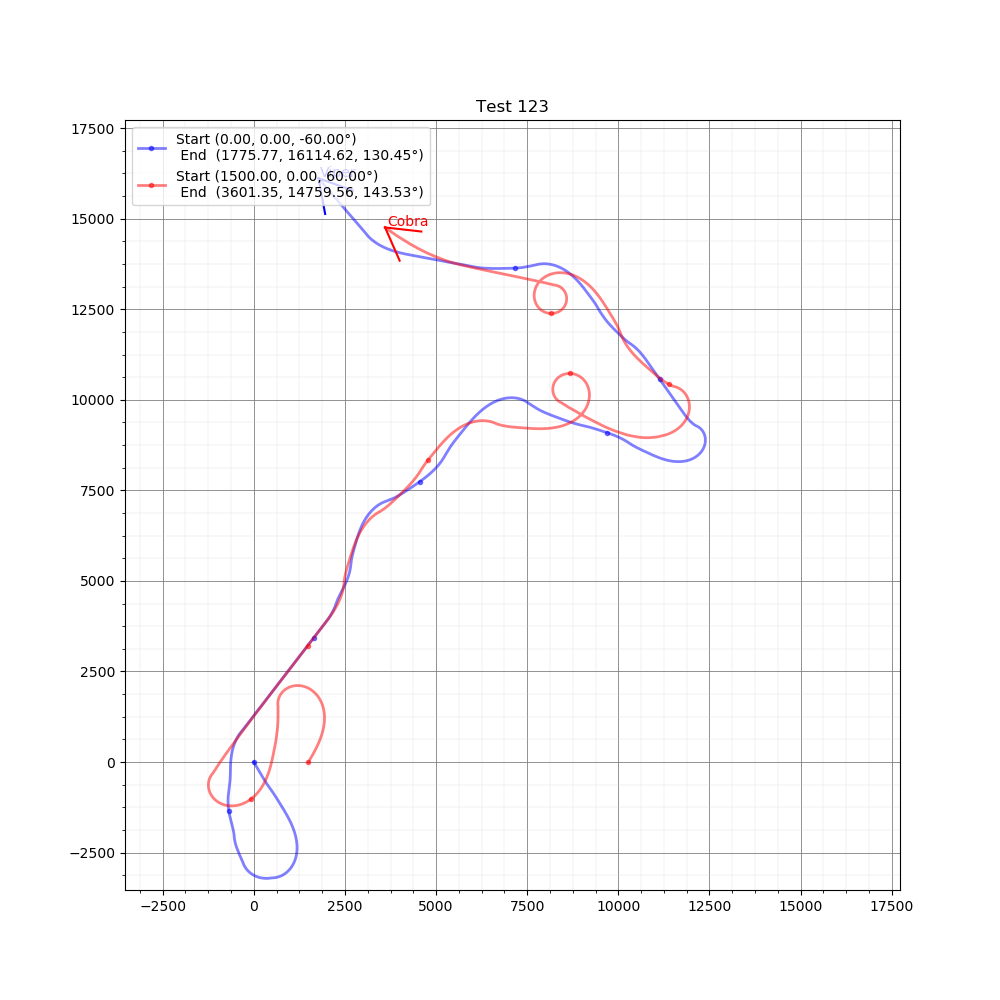 Test 123
17500
15000
12500
10000
7500
5000
2500
0
−2500
Start (0.00, 0.00, -60.00°)
End (1775.77, 16114.62, 130.45°)
Start (1500.00, 0.00, 60.00°)
End (3601.35, 14759.56, 143.53°)
Cobra
−2500 0 2500 5000 7500 10000 12500 15000 17500